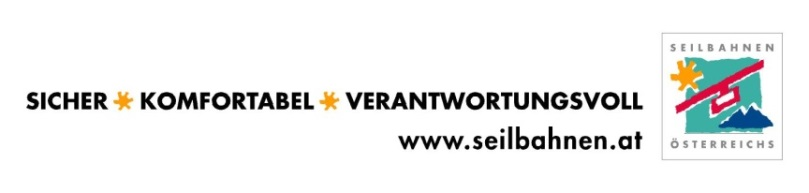 SICHER * KOMFORTABEL * VERANTWORTUNGSVOLL
www.seilbahnen.at
SEILBAHNEN
ÖSTERREICHS